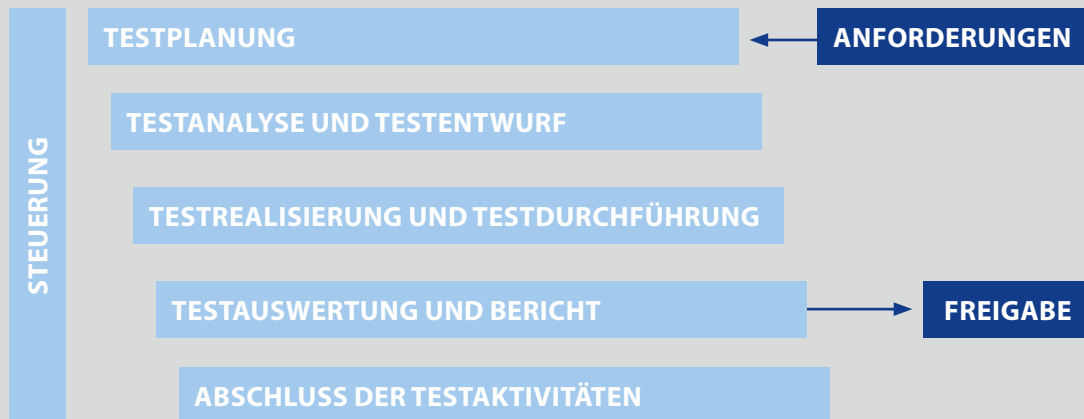 STEUERUNG
TESTPLANUNG
ANFORDERUNGEN
TESTANALYSE UND TESTENTWURF
TESTREALISIERUNG UND TESTDURCHFÜHRUNG
TESTAUSWERTUNG UND BERICHT
FREIGABE
ABSCHLUSS DER TESTAKTIVITÄTEN